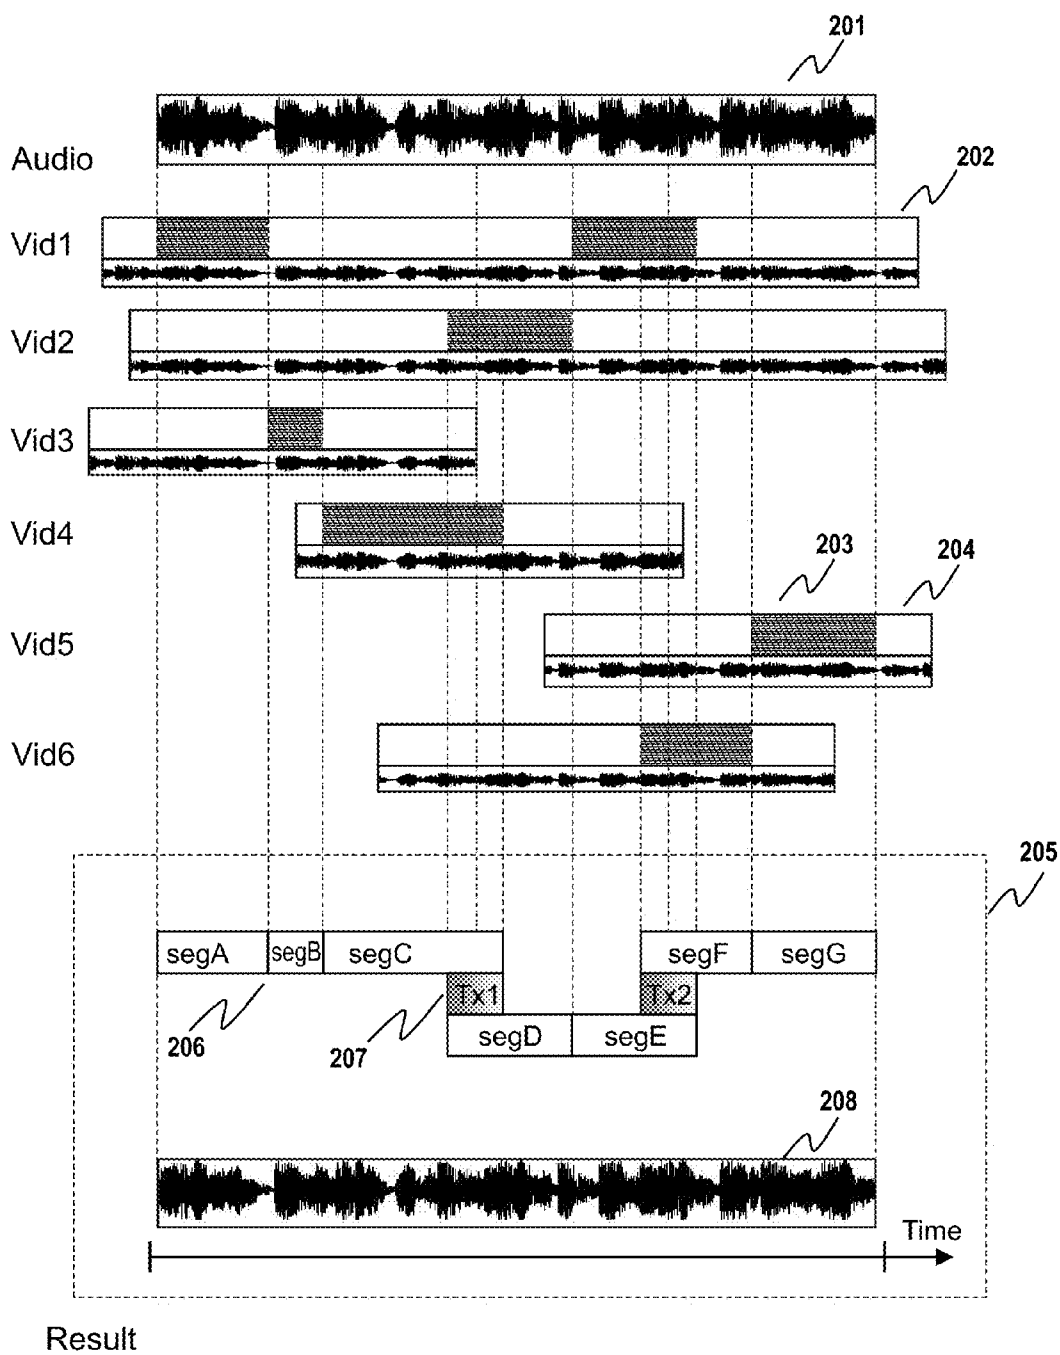 201
Audio
202
Vid1
Vid2
Vid3
Vid4
203
204
Vid5
Vid6
205
segA segB segC segF segG
Tx1 Tx2
206 207 segD segE
208
Time
Result